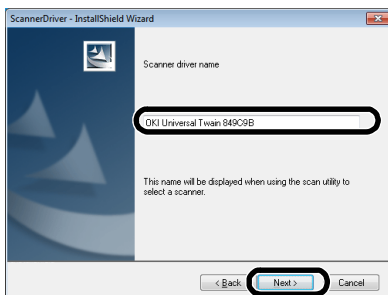 ScannerDriver - InstallShield Wizard
Scanner driver name
OKI Universal Twain 849C9B
This name will be displayed when using the scan utility to
select a scanner.
< Back Next > Cancel